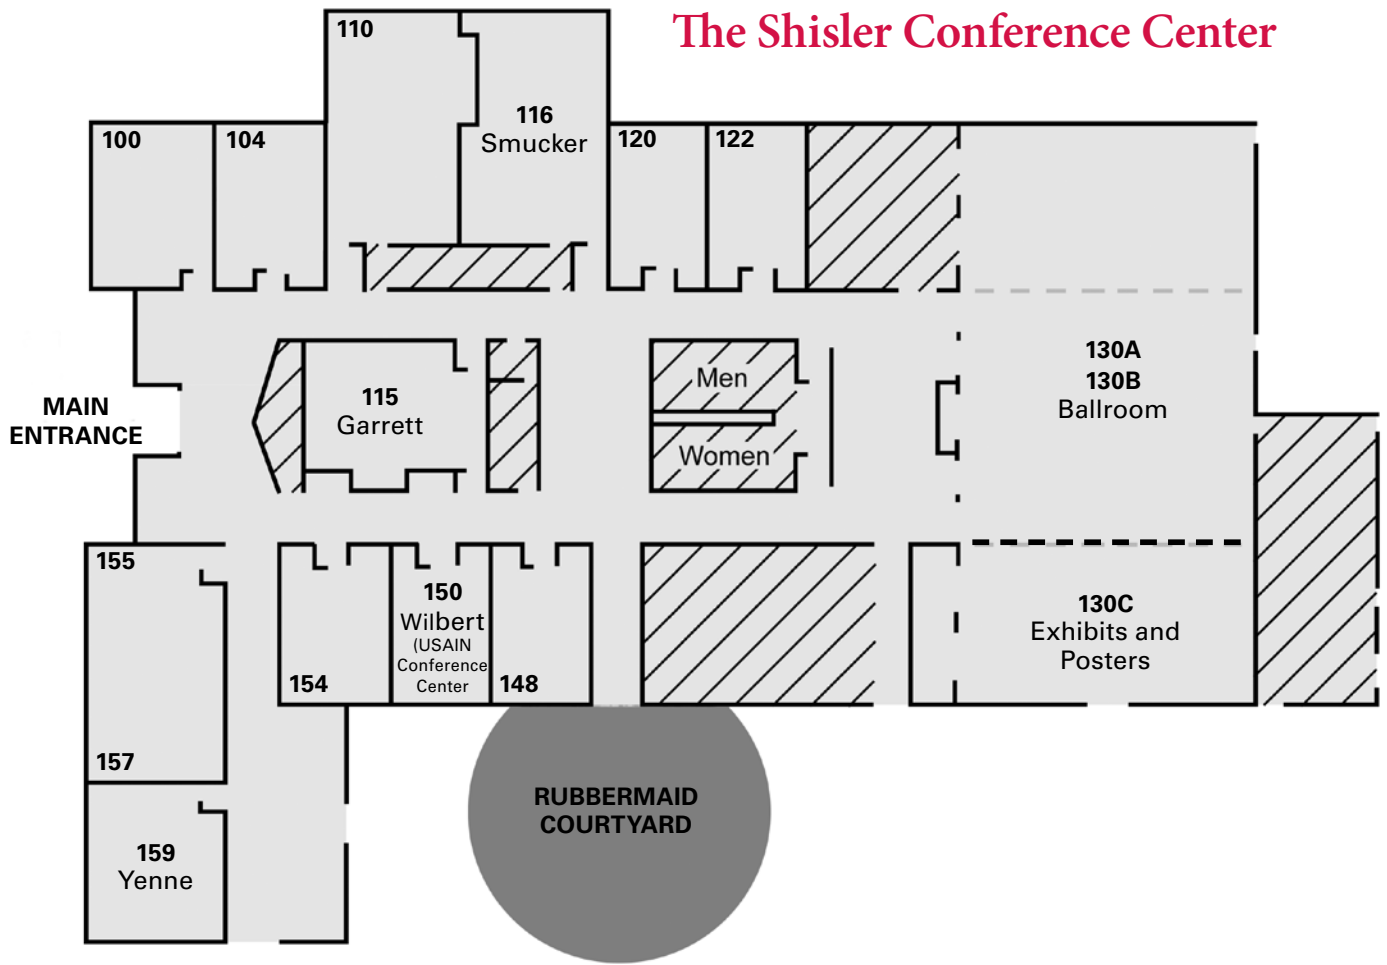 The Shisler Conference Center
110
116
Smucker
100
104
120
122
MAIN
ENTRANCE
115
Garrett
Men
Women
130A
130B
Ballroom
155
150
Wilbert
(USAIN
Conference
Center
154
148
130C
Exhibits and
Posters
157
RUBBERMAID
COURTYARD
159
Yenne